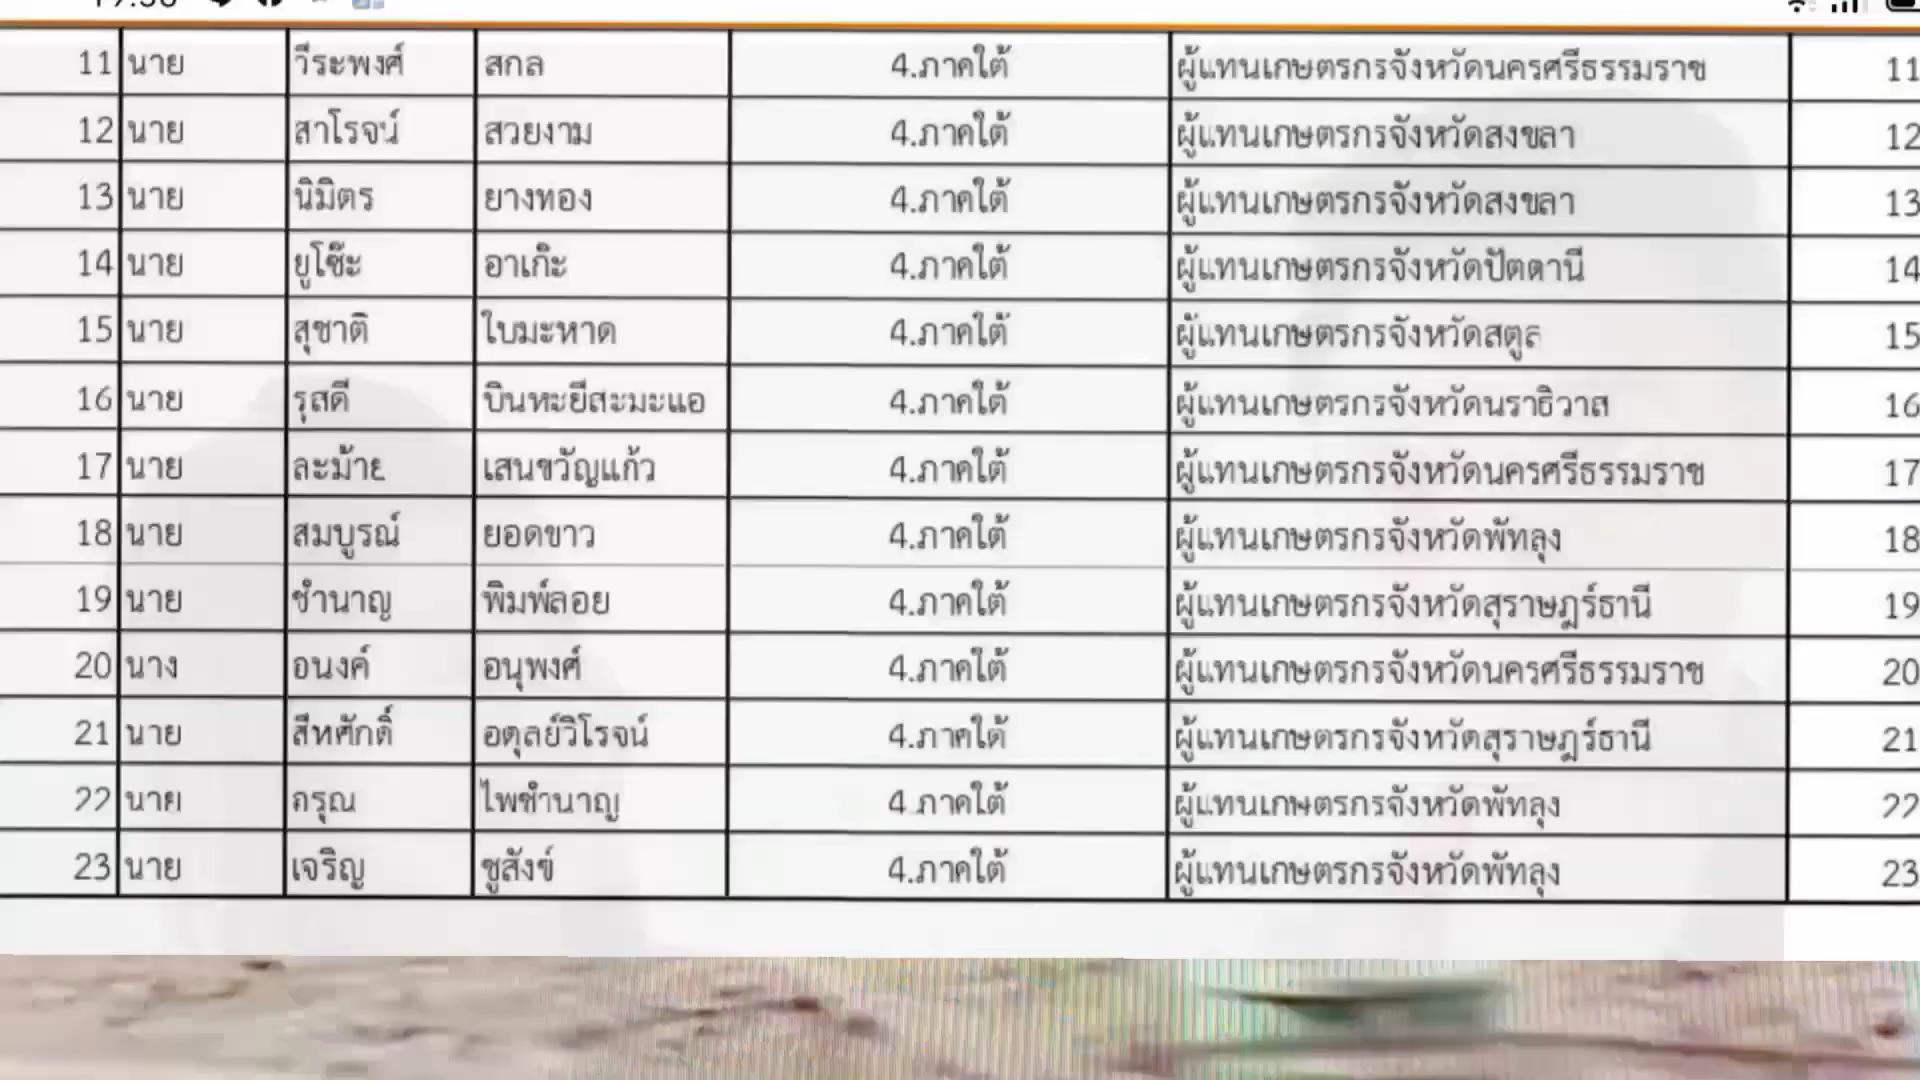 11 นาย วีระพงศ์ สกล 4.ภาคใต้ ผู้แทนเกษตรกรจังหวัดนครศรีธรรมราช 11
12 นาย สาโรจน์ สวยงาม 4.ภาคใต้ ผู้แทนเกษตรกรจังหวัดสงขลา 12
13 นาย นิมิตร ยางทอง 4.ภาคใต้ ผู้แทนเกษตรกรจังหวัดสงขลา 13
14 นาย ยูโซ๊ะ อาเก๊ะ 4.ภาคใต้ ผู้แทนเกษตรกรจังหวัดปัตตานี 14
15 นาย สุชาติ ใบมะหาด 4.ภาคใต้ ผู้แทนเกษตรกรจังหวัดสตูล 15
16 นาย รุสดี บินหะยีสะมะแอ 4.ภาคใต้ ผู้แทนเกษตรกรจังหวัดนราธิวาส 16
17 นาย ละม้าย เสนขวัญแก้ว 4.ภาคใต้ ผู้แทนเกษตรกรจังหวัดนครศรีธรรมราช 17
18 นาย สมบูรณ์ ยอดขาว 4.ภาคใต้ ผู้แทนเกษตรกรจังหวัดพัทลุง 18
19 นาย ชำนาญ พิมพ์ลอย 4.ภาคใต้ ผู้แทนเกษตรกรจังหวัดสุราษฎร์ธานี 19
20 นาง อนงค์ อนุพงศ์ 4.ภาคใต้ ผู้แทนเกษตรกรจังหวัดนครศรีธรรมราช 20
21 นาย สีหศักดิ์ อตุลย์วิโรจน์ 4.ภาคใต้ ผู้แทนเกษตรกรจังหวัดสุราษฎร์ธานี 21
22 นาย ไพชำนาญ 4.ภาคใต้ ผู้แทนเกษตรกรจังหวัดพัทลุง 22
23 นาย เจริญ ชูสังข์ 4.ภาคใต้ ผู้แทนเกษตรกรจังหวัดพัทลุง 23